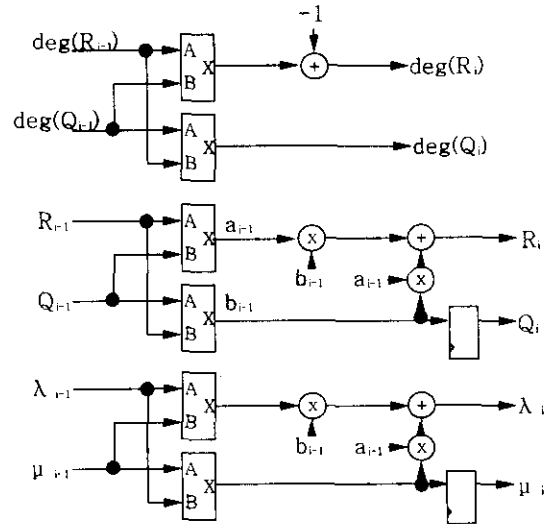 -1
deg(Rᵢ₋₁) A X + deg(Rᵢ)
B
deg(Qᵢ₋₁) A X deg(Qᵢ)
B
Rᵢ₋₁ A X aᵢ₋₁ x + Rᵢ
B bᵢ₋₁ aᵢ₋₁ x
Qᵢ₋₁ A X bᵢ₋₁ Qᵢ
B
λᵢ₋₁ A X x + λᵢ
B bᵢ₋₁ aᵢ₋₁ x
μᵢ₋₁ A X μᵢ
B